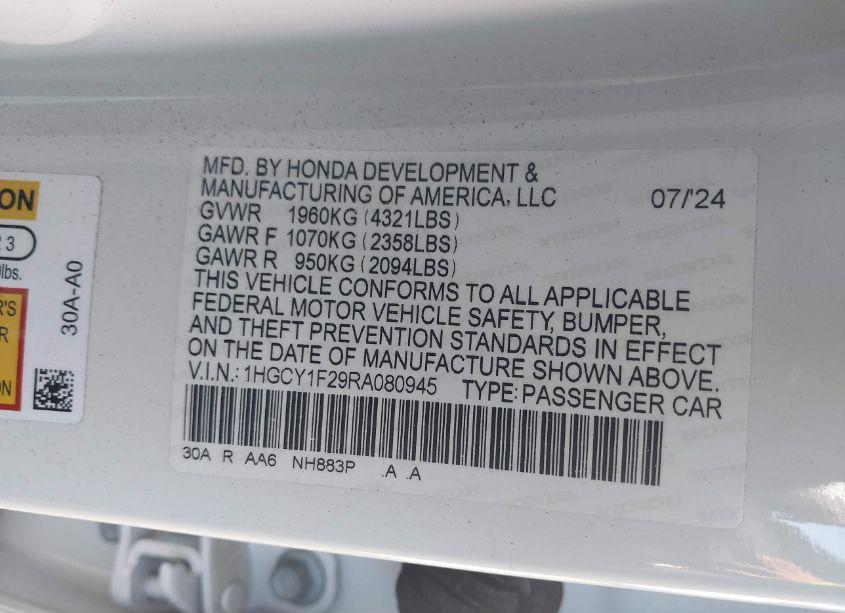 ON
R 3
lbs.
'S
R
ON
30A-A0
MFD. BY HONDA DEVELOPMENT &
MANUFACTURING OF AMERICA, LLC 07/'24
GVWR 1960KG (4321LBS)
GAWR F 1070KG (2358LBS)
GAWR R 950KG (2094LBS)
THIS VEHICLE CONFORMS TO ALL APPLICABLE
FEDERAL MOTOR VEHICLE SAFETY, BUMPER,
AND THEFT PREVENTION STANDARDS IN EFFECT
ON THE DATE OF MANUFACTURE SHOWN ABOVE.
V.I.N.: 1HGCY1F29RA080945 TYPE: PASSENGER CAR
30A R AA6 NH883P .A .A